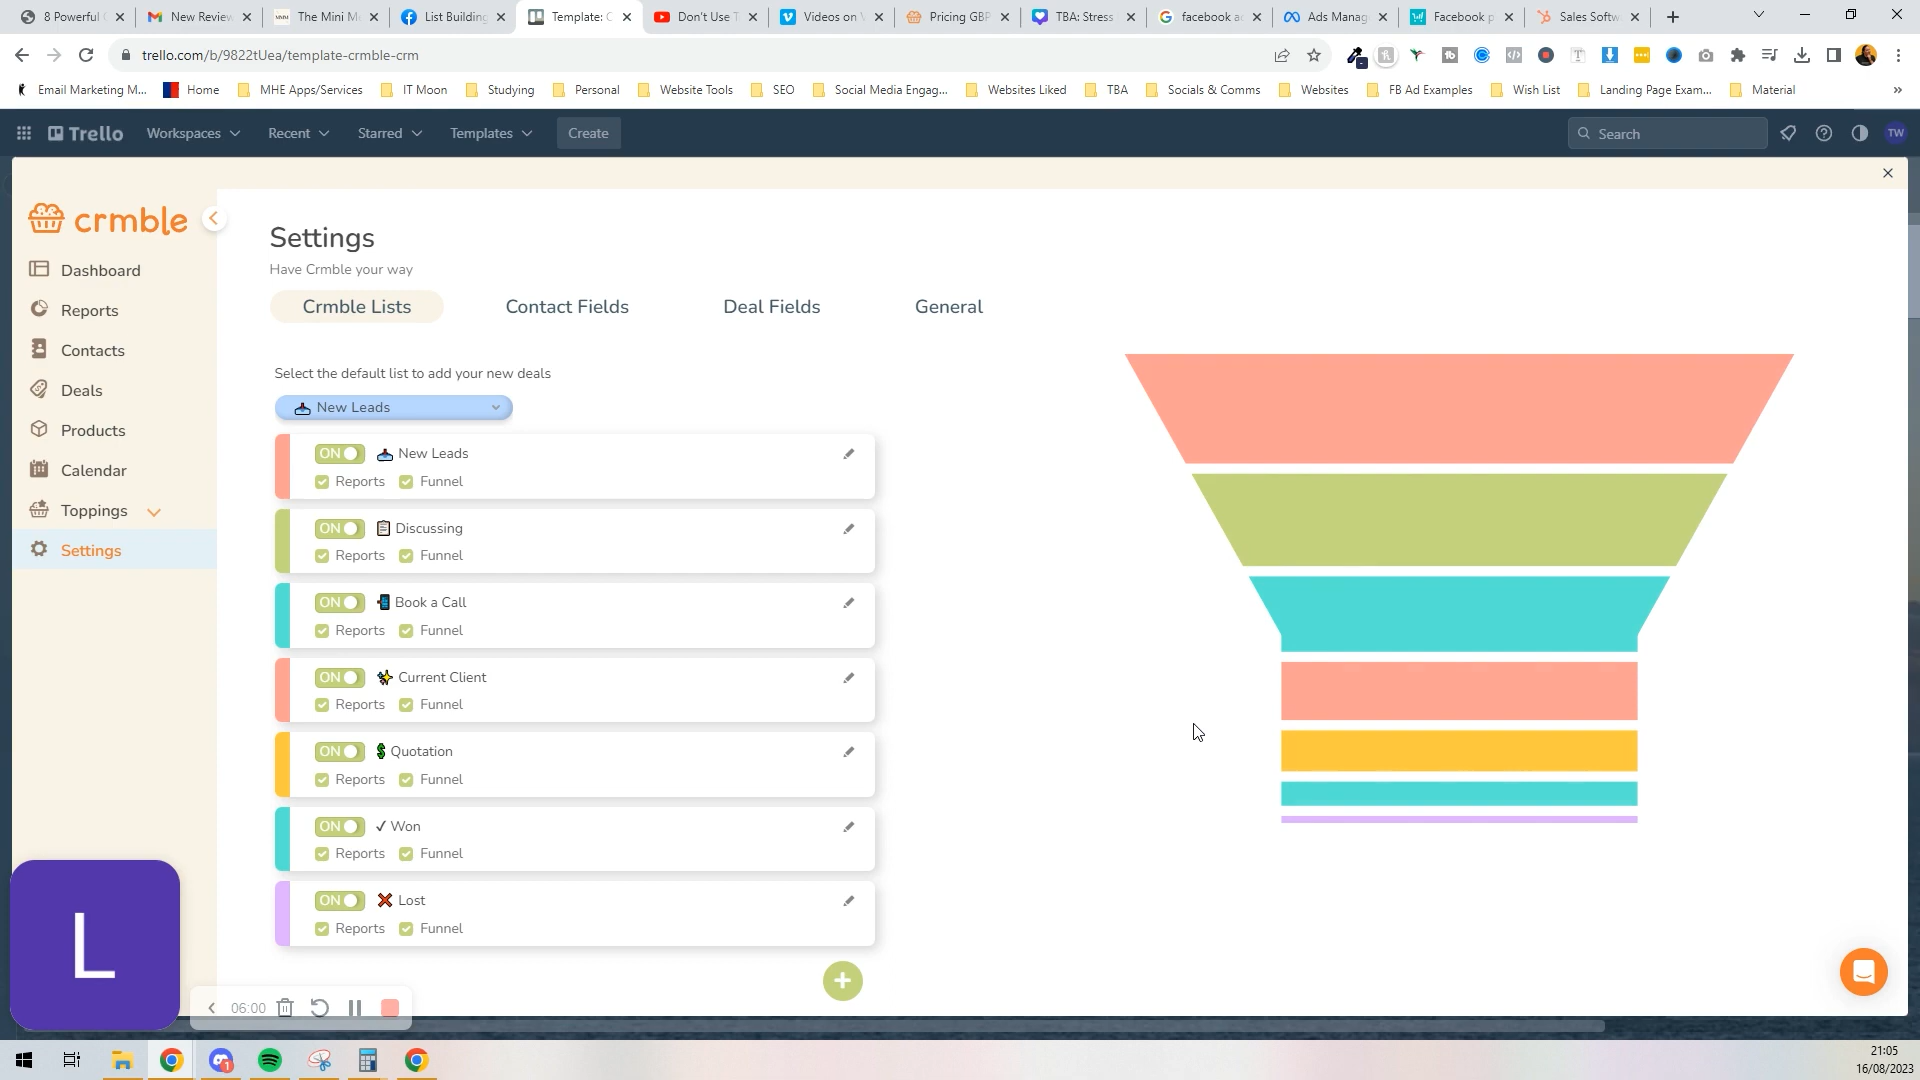 8 Powerful
New Review
The Mini M
List Building
Template: C
Don't Use T
Videos on
Pricing GBP
TBA: Stress
facebook a
Ads Manag
Facebook p
Sales Softw
trello.com/b/9822tUea/template-crmble-crm
Email Marketing M...
Home
MHE Apps/Services
IT Moon
Studying
Personal
Website Tools
SEO
Social Media Engag...
Websites Liked
TBA
Socials & Comms
Websites
FB Ad Examples
Wish List
Landing Page Exam...
Material
Trello
Workspaces
Recent
Starred
Templates
Create
Search
TW
crmble
Dashboard
Reports
Contacts
Deals
Products
Calendar
Toppings
Settings
Settings
Have Crmble your way
Crmble Lists
Contact Fields
Deal Fields
General
Select the default list to add your new deals
New Leads
ON New Leads
Reports Funnel
ON Discussing
Reports Funnel
ON Book a Call
Reports Funnel
ON Current Client
Reports Funnel
ON Quotation
Reports Funnel
ON Won
Reports Funnel
ON Lost
Reports Funnel
L
06:00
1
21:05
16/08/2023